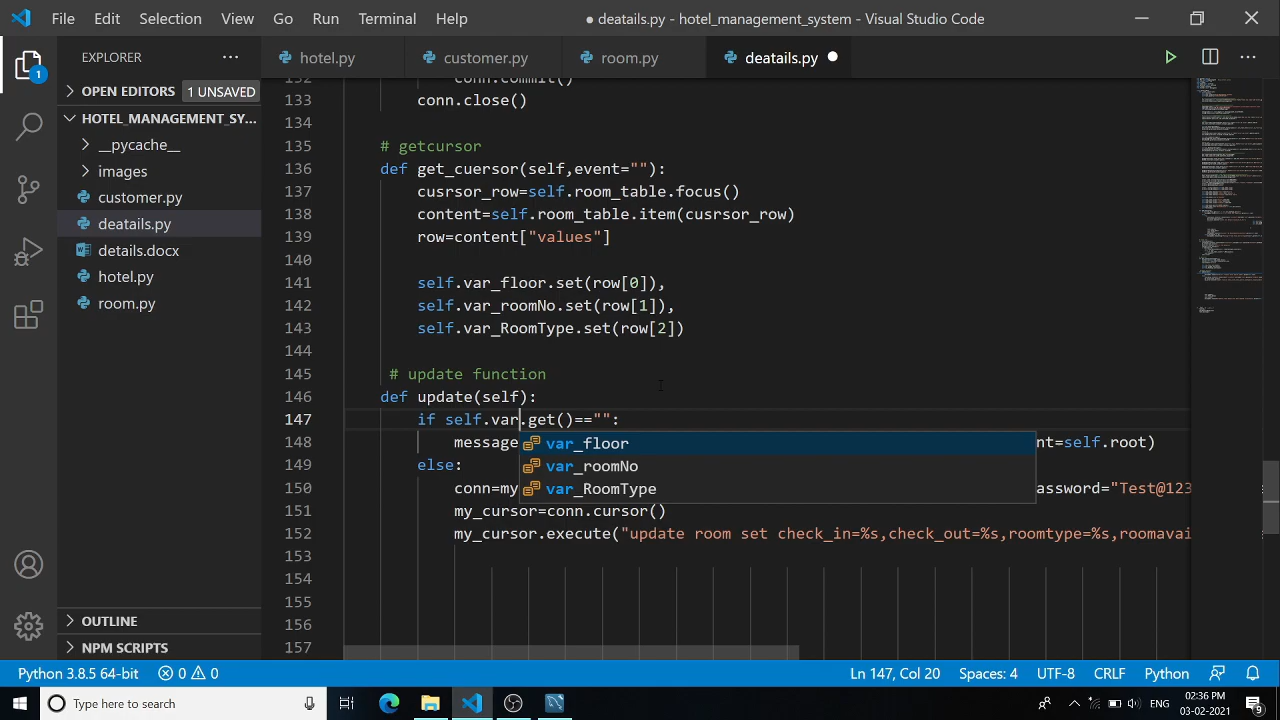 File Edit Selection View Go Run Terminal Help
● deatails.py - hotel_management_system - Visual Studio Code
EXPLORER
hotel.py
customer.py
room.py
deatails.py
1
OPEN EDITORS 1 UNSAVED
HOTEL_MANAGEMENT_SY...
__pycache__
images
customer.py
deatails.py
details.docx
hotel.py
room.py
OUTLINE
NPM SCRIPTS
132 conn.commit()
133 conn.close()
134
135 # getcursor
136 def get_cursor(self,event=""):
137 cusrsor_row=self.room_table.focus()
138 content=self.room_table.item(cusrsor_row)
139 row=content["values"]
140
141 self.var_floor.set(row[0]),
142 self.var_roomNo.set(row[1]),
143 self.var_RoomType.set(row[2])
144
145 # update function
146 def update(self):
147 if self.var.get()=="":
148 message nt=self.root)
149 else:
150 conn=my assword="Test@123
151 my_cursor=conn.cursor()
152 my_cursor.execute("update room set check_in=%s,check_out=%s,roomtype=%s,roomavai
153
154
155
156
157
var_floor
var_roomNo
var_RoomType
Python 3.8.5 64-bit 0 0 Ln 147, Col 20 Spaces: 4 UTF-8 CRLF Python
Type here to search
ENG
02:36 PM
03-02-2021
9